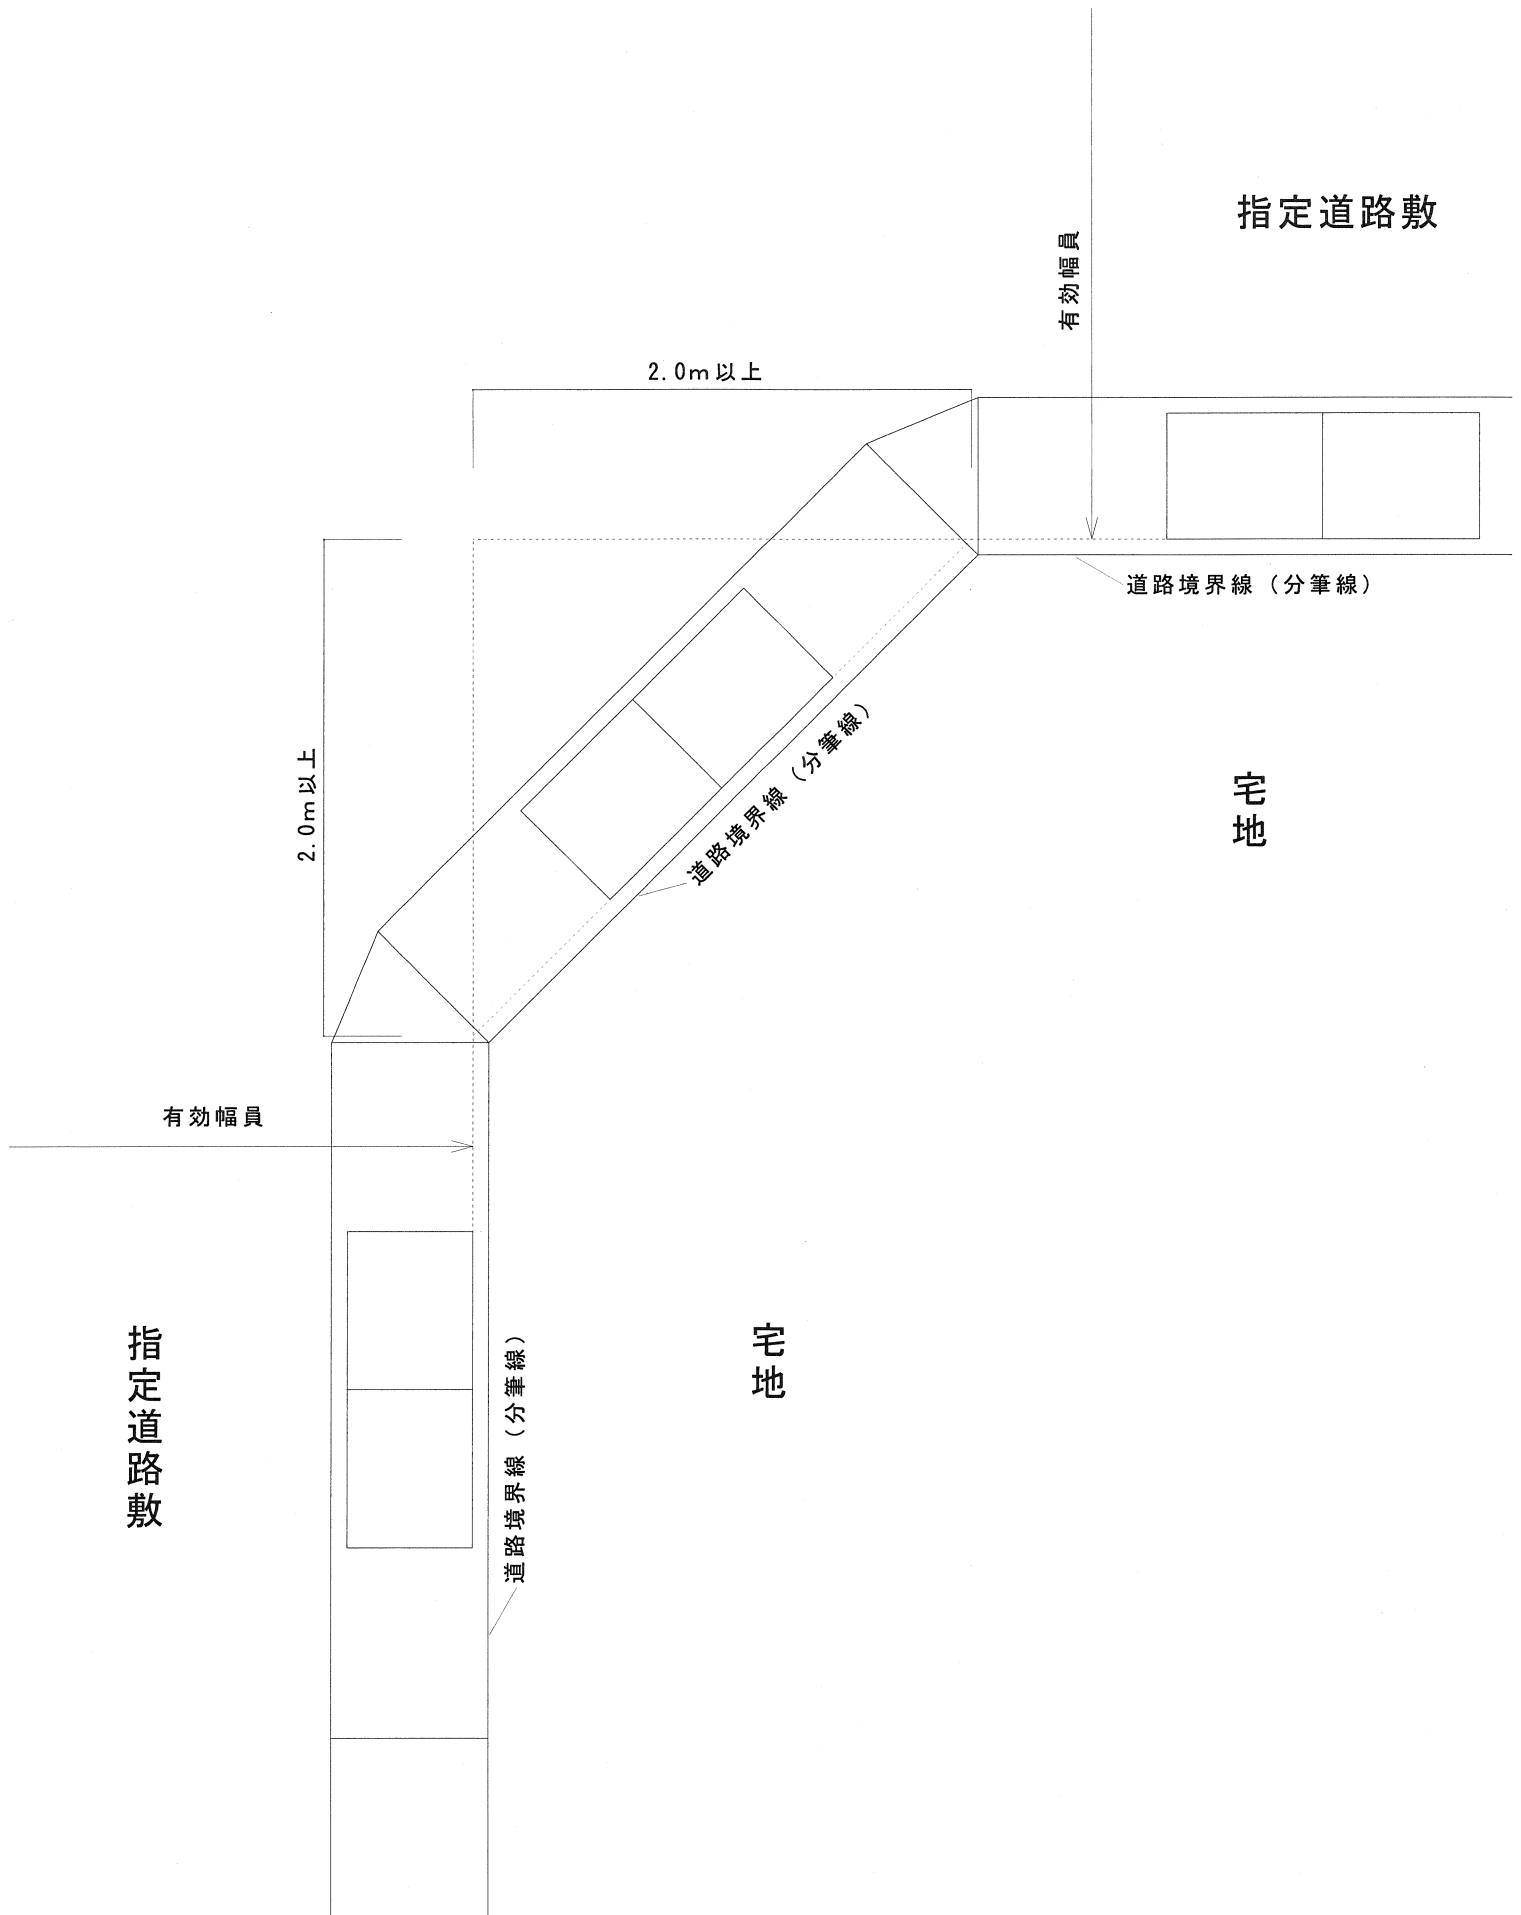 指定道路敷
有効幅員
2.0m以上
道路境界線（分筆線）
2.0m以上
道路境界線（分筆線）
宅地
有効幅員
指定道路敷
宅地
道路境界線（分筆線）